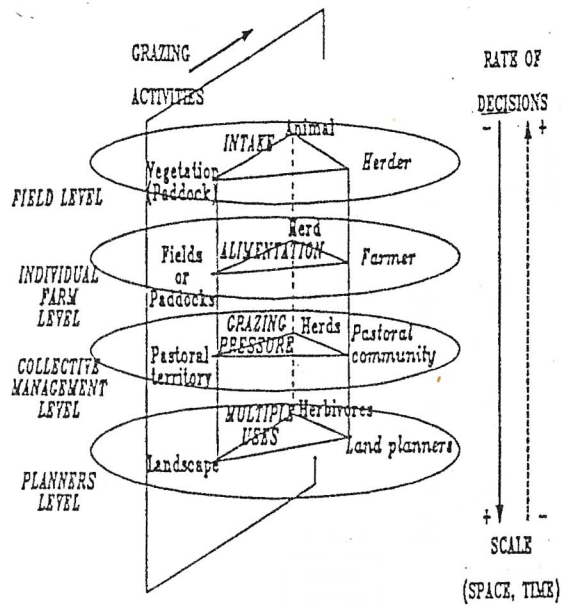 GRAZING
ACTIVITIES
RATE OF
DECISIONS
- +
Animal
INTAKE
Vegetation
(Paddock)
Herder
FIELD LEVEL
Herd
ALIMENTATION
Fields
or
Paddocks
Farmer
INDIVIDUAL
FARM
LEVEL
GRAZING
PRESSURE
Herds
Pastoral
territory
Pastoral
community
COLLECTIVE
MANAGEMENT
LEVEL
Herbivores
MULTIPLE
USES
Landscape
Land planners
PLANNERS
LEVEL
+ -
SCALE
(SPACE, TIME)